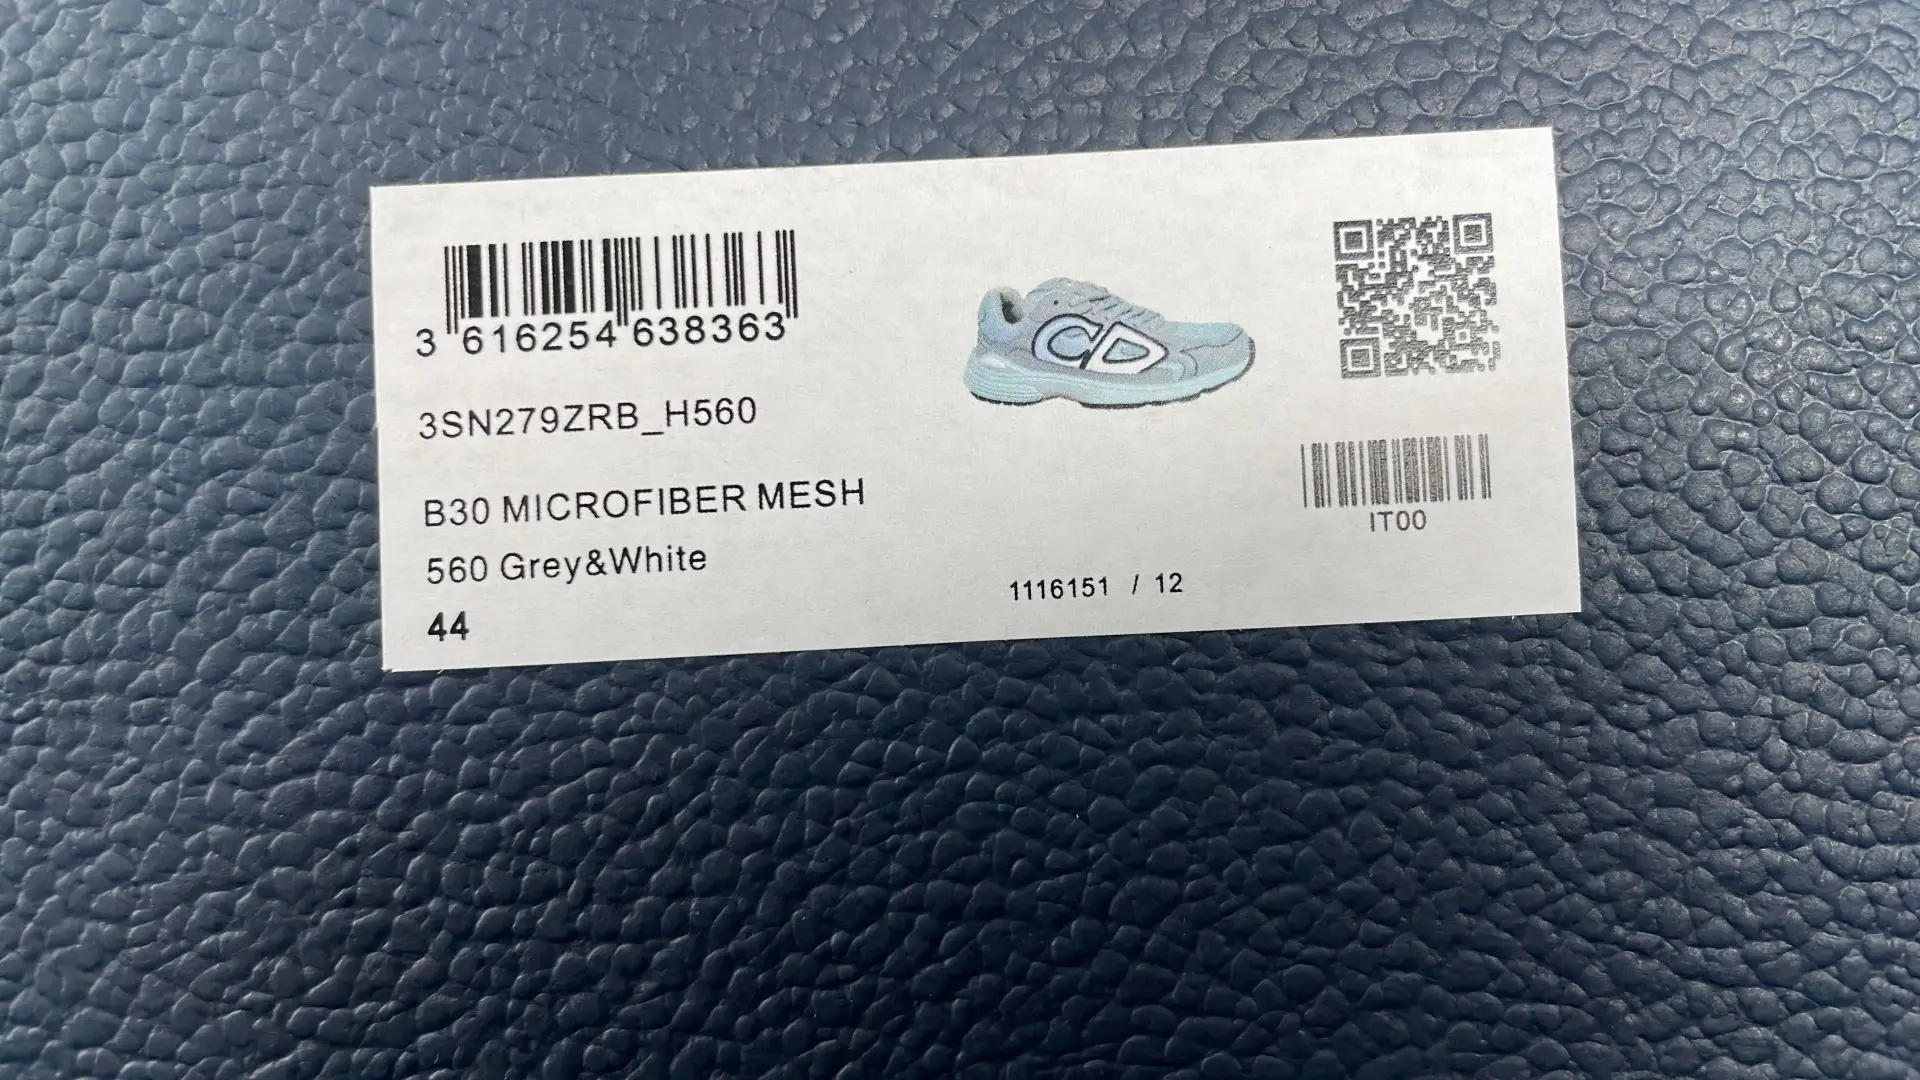 3 616254 638363
3SN279ZRB_H560
B30 MICROFIBER MESH
560 Grey&White
44
CD
1116151 / 12
IT00